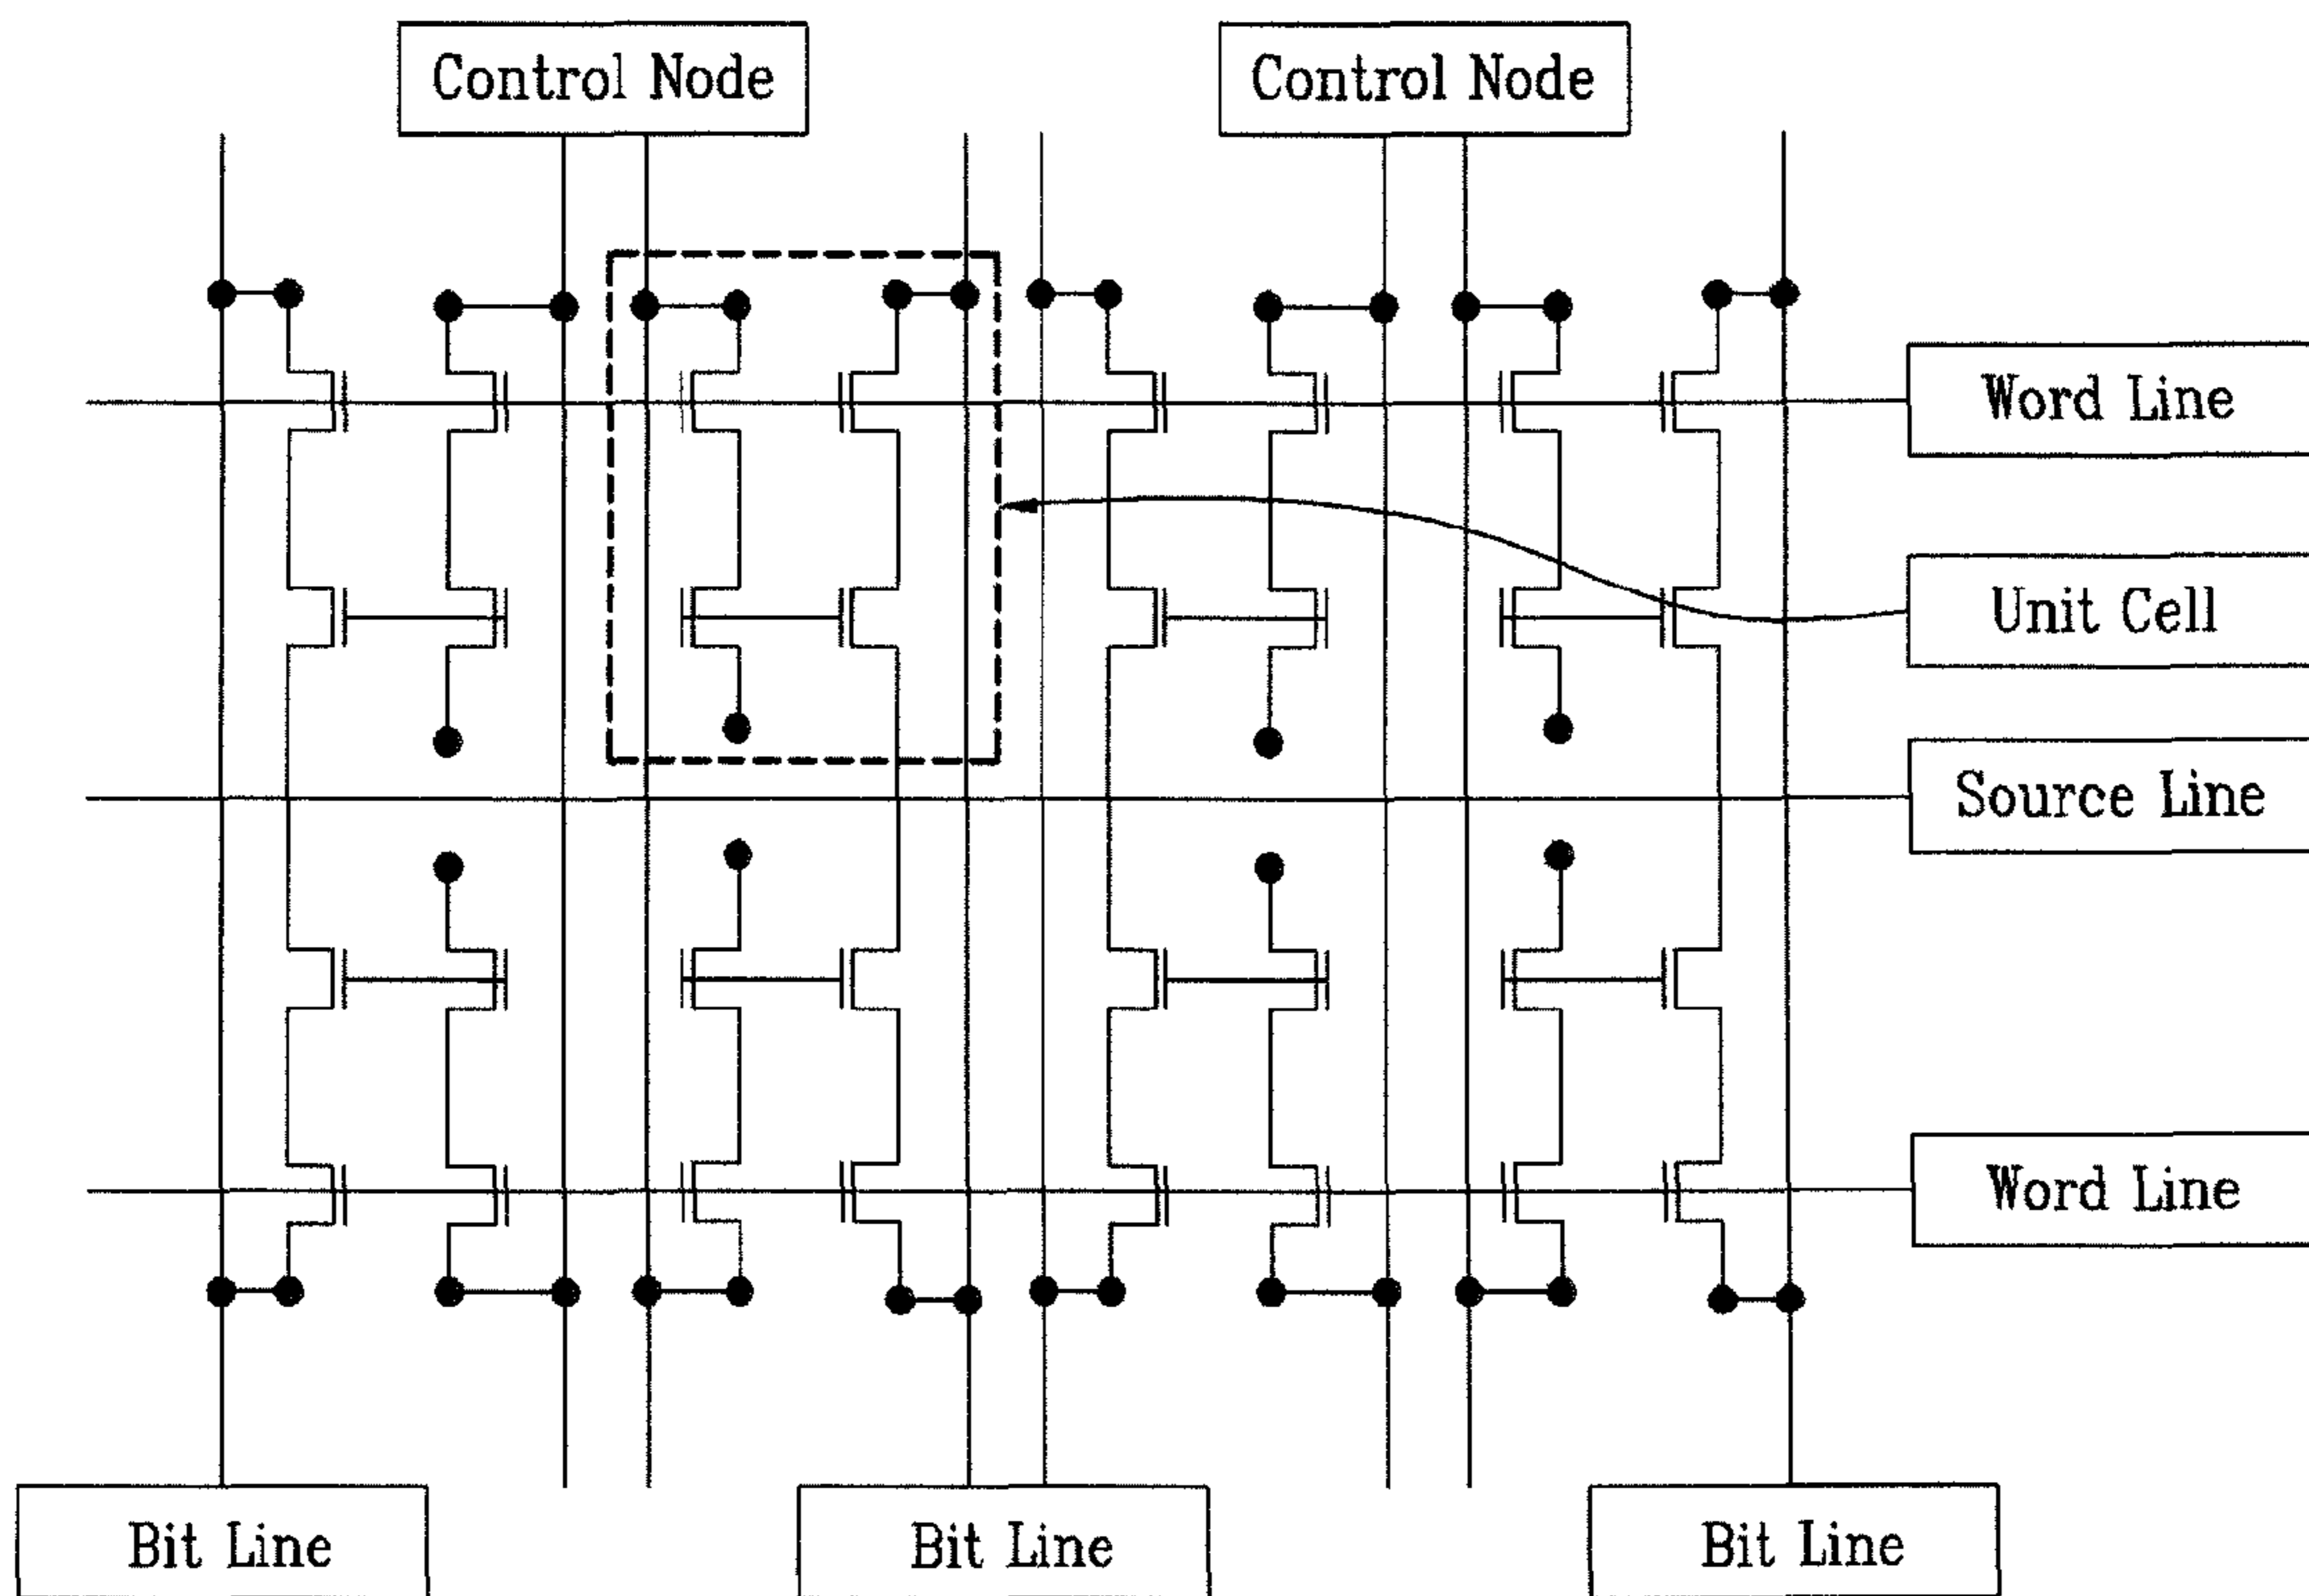 Control Node
Control Node
Word Line
Unit Cell
Source Line
Word Line
Bit Line
Bit Line
Bit Line